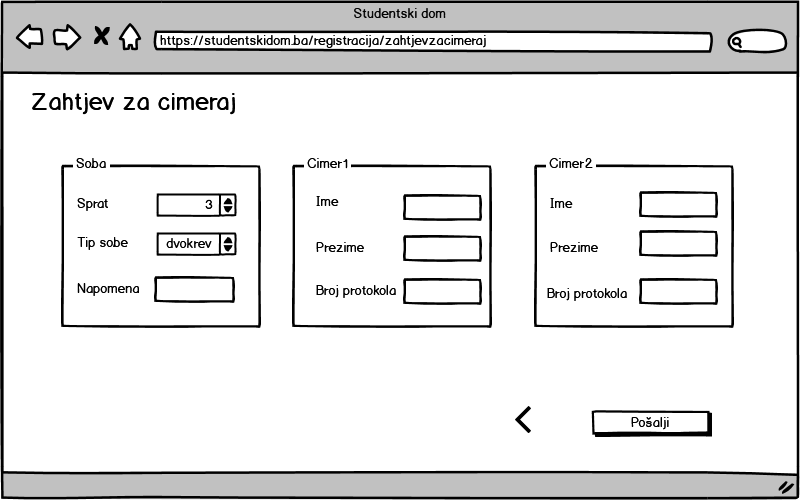 Studentski dom
https://studentskidom.ba/registracija/zahtjevzacimeraj
Zahtjev za cimeraj
Soba
Sprat 3
Tip sobe dvokrev
Napomena
Cimer1
Ime
Prezime
Broj protokola
Cimer2
Ime
Prezime
Broj protokola
Pošalji